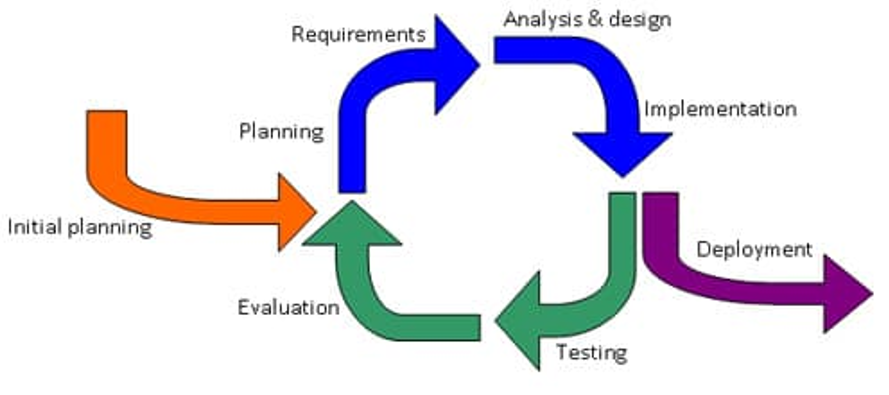 Analysis & design
Requirements
Implementation
Planning
Initial planning
Deployment
Evaluation
Testing